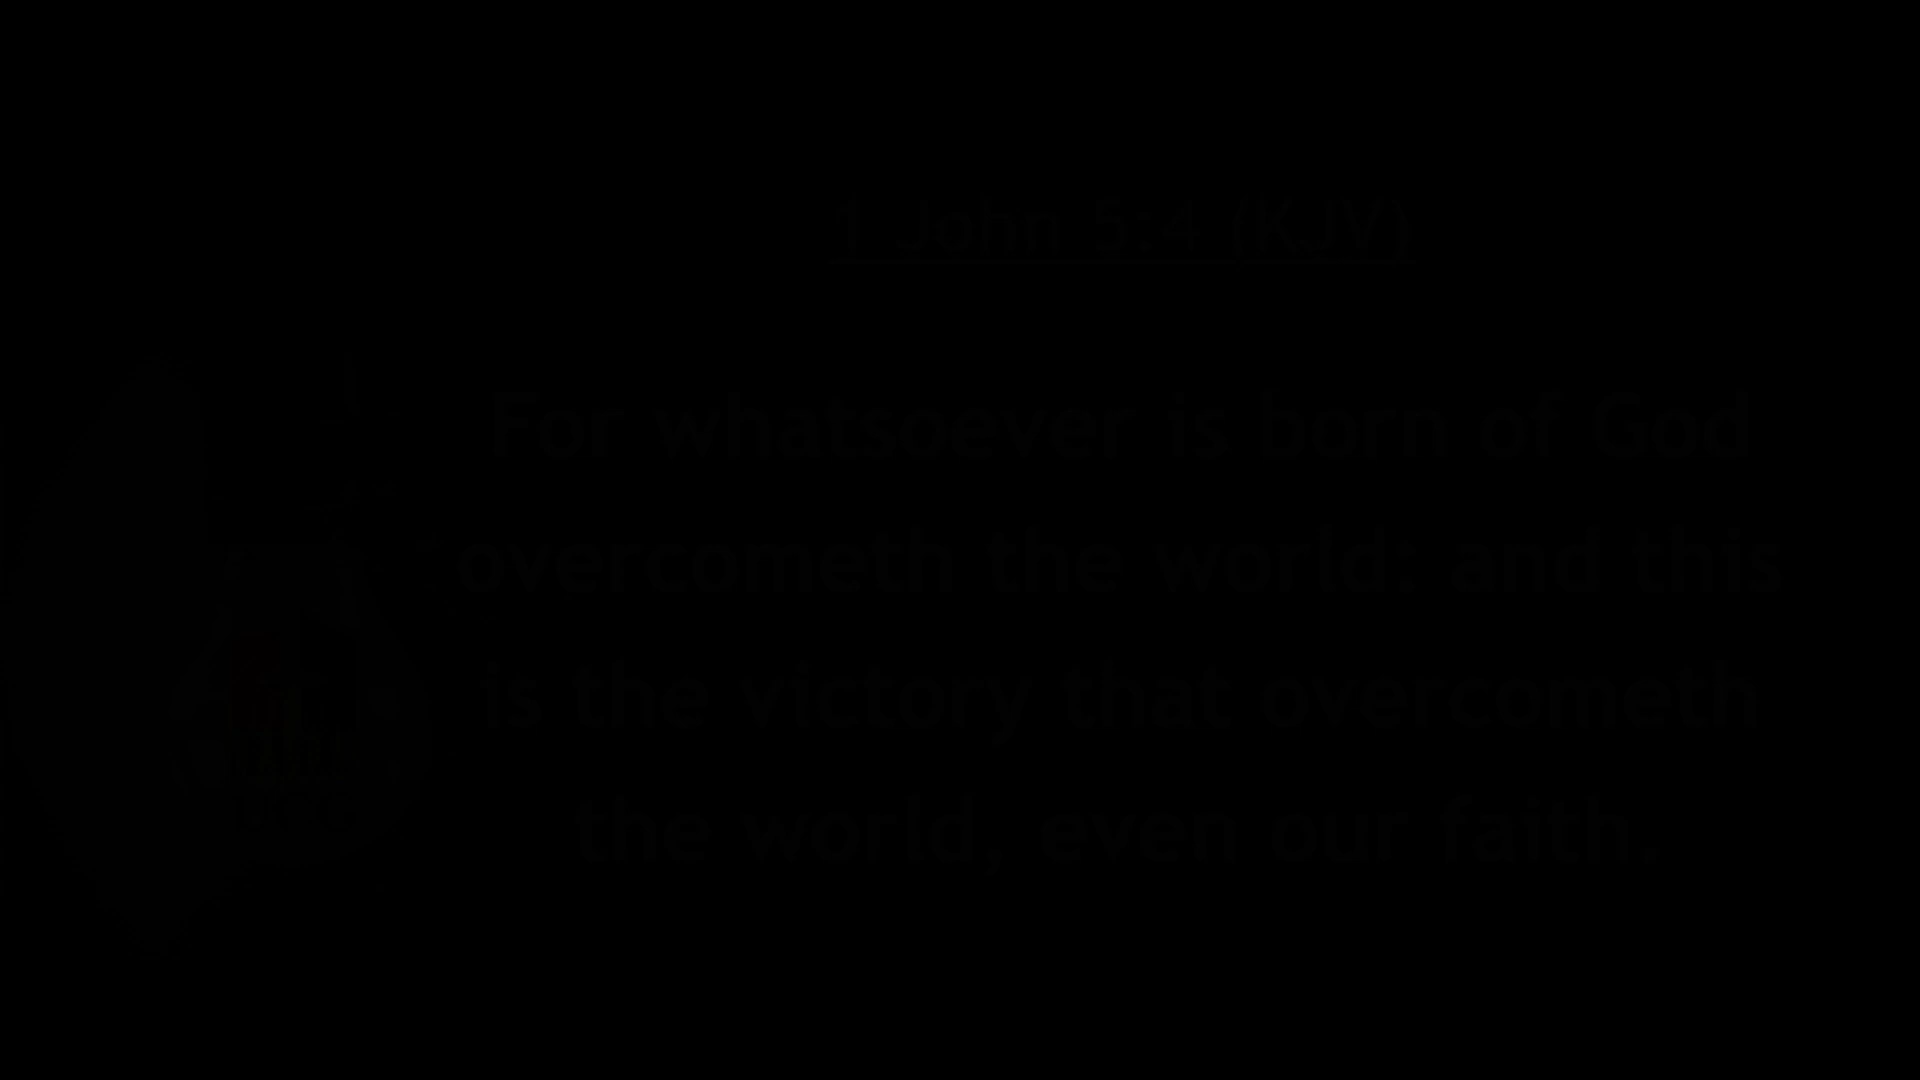 1 John 5:4 (KJV)
For whatsoever is born of God
overcometh the world: and this
is the victory that overcometh
the world, even our faith.